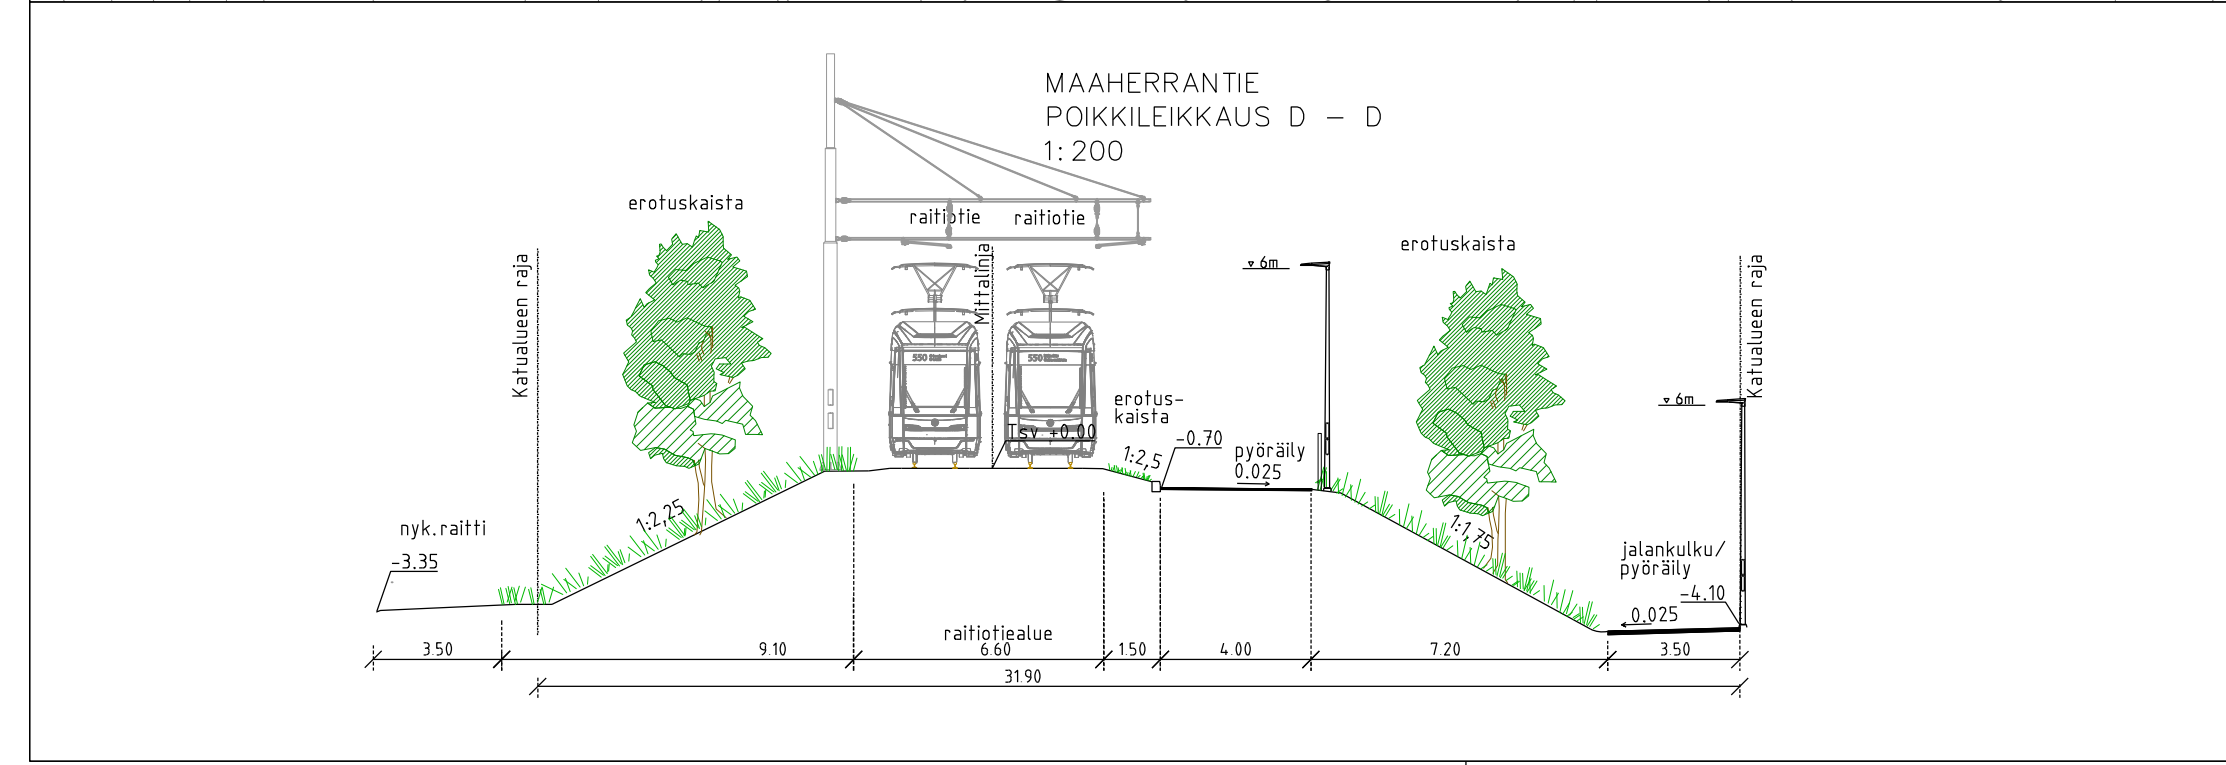 MAAHERRANTIE
POIKKILEIKKAUS D – D
1:200
erotuskaista
raitiotie
raitiotie
erotuskaista
Katualueen raja
Mittalinja
▿ 6m
Katualueen raja
550
550
▿ 6m
erotus-
kaista
Tsv. +0.00
1:2,5
-0.70
pyöräily
0.025
1:2,25
1:1,75
nyk.raitti
-3.35
jalankulku/
pyöräily
-4.10
0.025
raitiotiealue
3.50
9.10
6.60
1.50
4.00
7.20
3.50
31.90